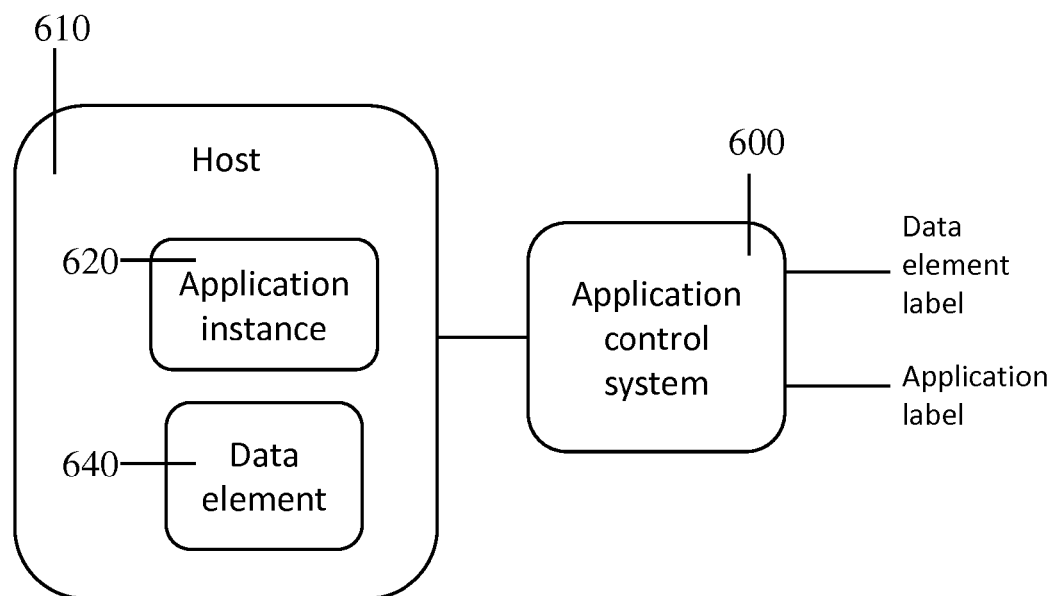 610
Host
600
620
Application
instance
Application
control
system
Data
element
label
Application
label
640
Data
element